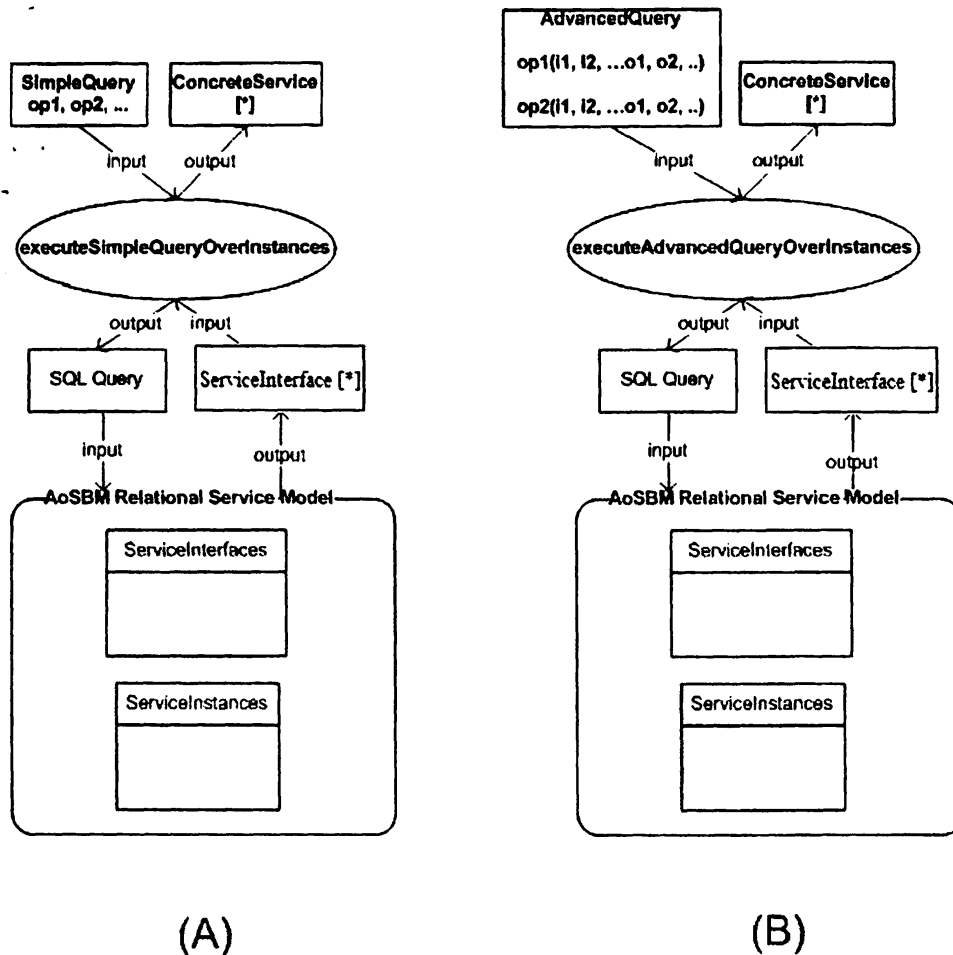 SimpleQuery
op1, op2, ...
ConcreteService
[*]
input
output
executeSimpleQueryOverInstances
output
input
SQL Query
ServiceInterface [*]
input
output
AoSBM Relational Service Model
ServiceInterfaces
ServiceInstances
(A)
AdvancedQuery
op1(i1, i2, ...o1, o2, ..)
op2(i1, i2, ...o1, o2, ..)
ConcreteService
[*]
input
output
executeAdvancedQueryOverInstances
output
input
SQL Query
ServiceInterface [*]
input
output
AoSBM Relational Service Model
ServiceInterfaces
ServiceInstances
(B)